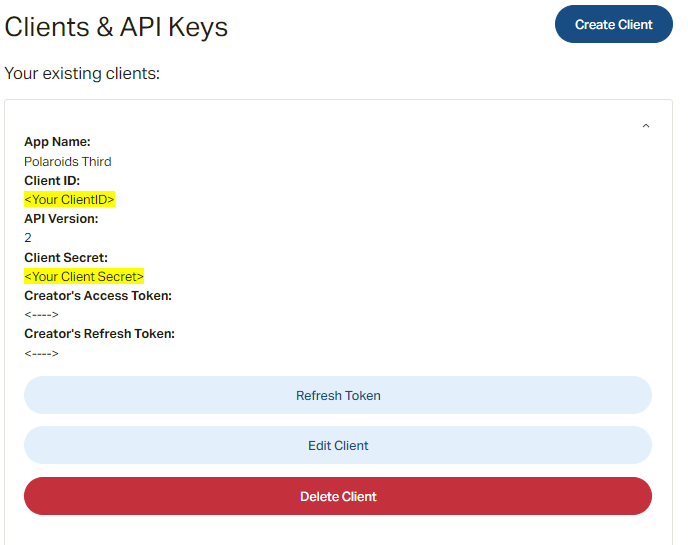 Clients & API Keys
Create Client
Your existing clients:
App Name:
Polaroids Third
Client ID:
<Your ClientID>
API Version:
2
Client Secret:
<Your Client Secret>
Creator's Access Token:
<---->
Creator's Refresh Token:
<---->
Refresh Token
Edit Client
Delete Client